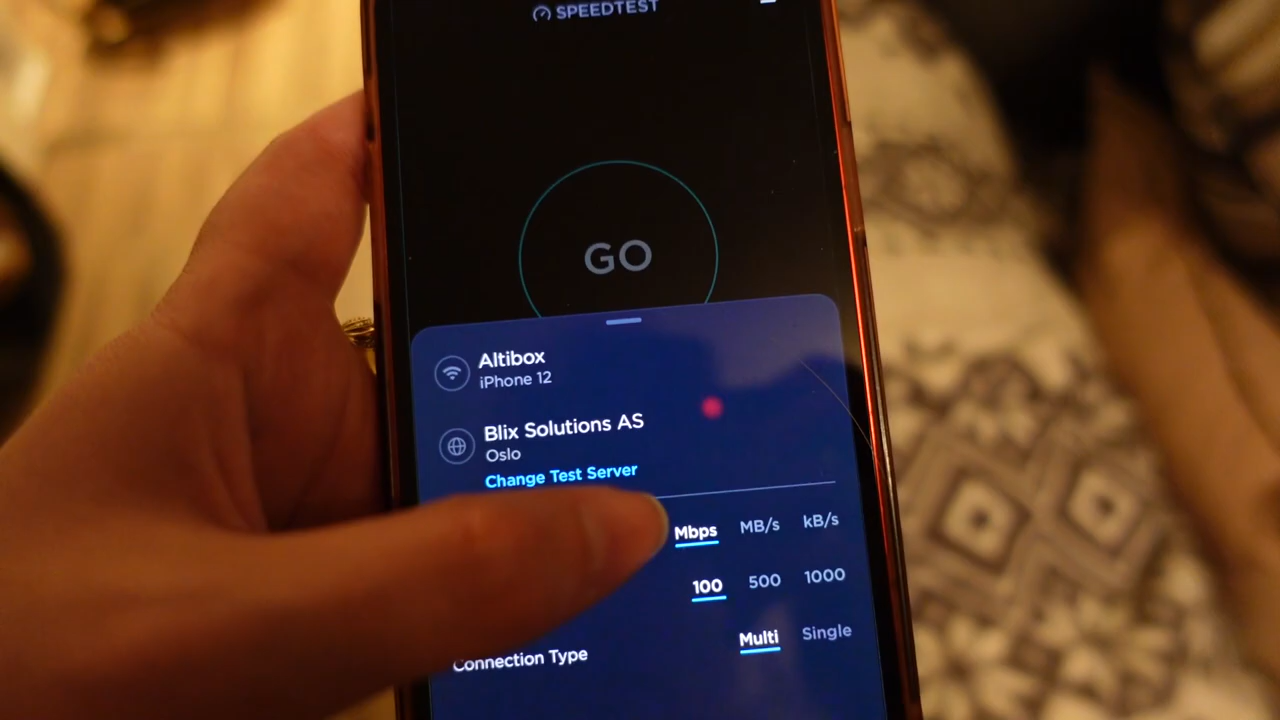 SPEEDTEST
GO
Altibox
iPhone 12
Blix Solutions AS
Oslo
Change Test Server
Mbps MB/s kB/s
100 500 1000
Connection Type Multi Single